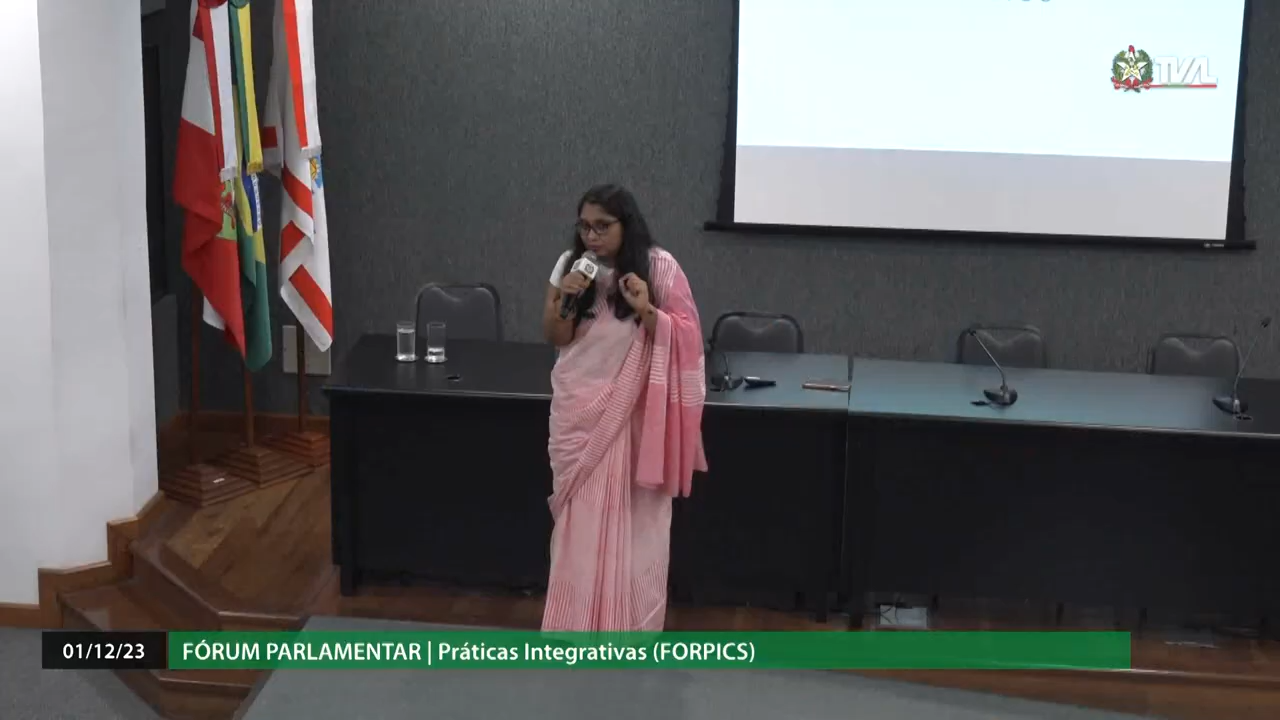 TVAL
01/12/23 FÓRUM PARLAMENTAR | Práticas Integrativas (FORPICS)